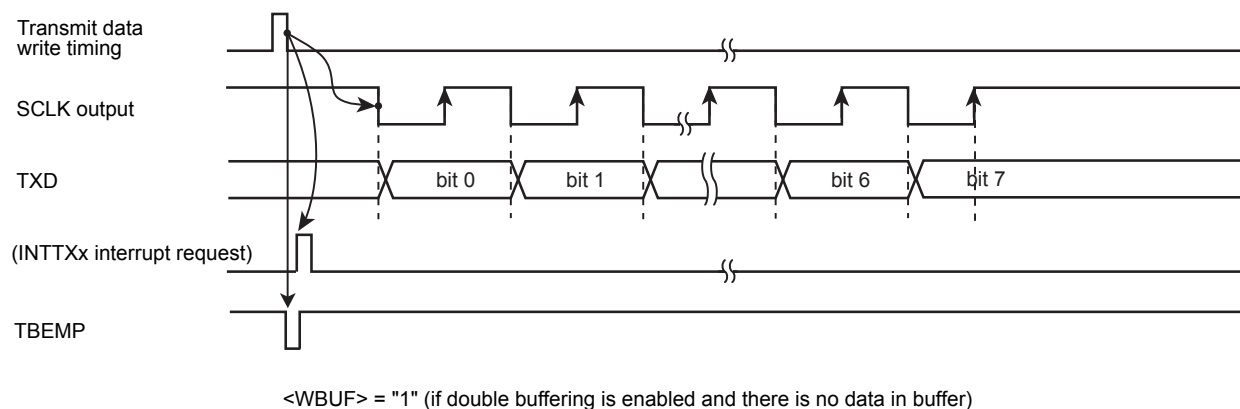 Transmit data
write timing
SCLK output
TXD
bit 0
bit 1
bit 6
bit 7
(INTTXx interrupt request)
TBEMP
<WBUF> = "1" (if double buffering is enabled and there is no data in buffer)